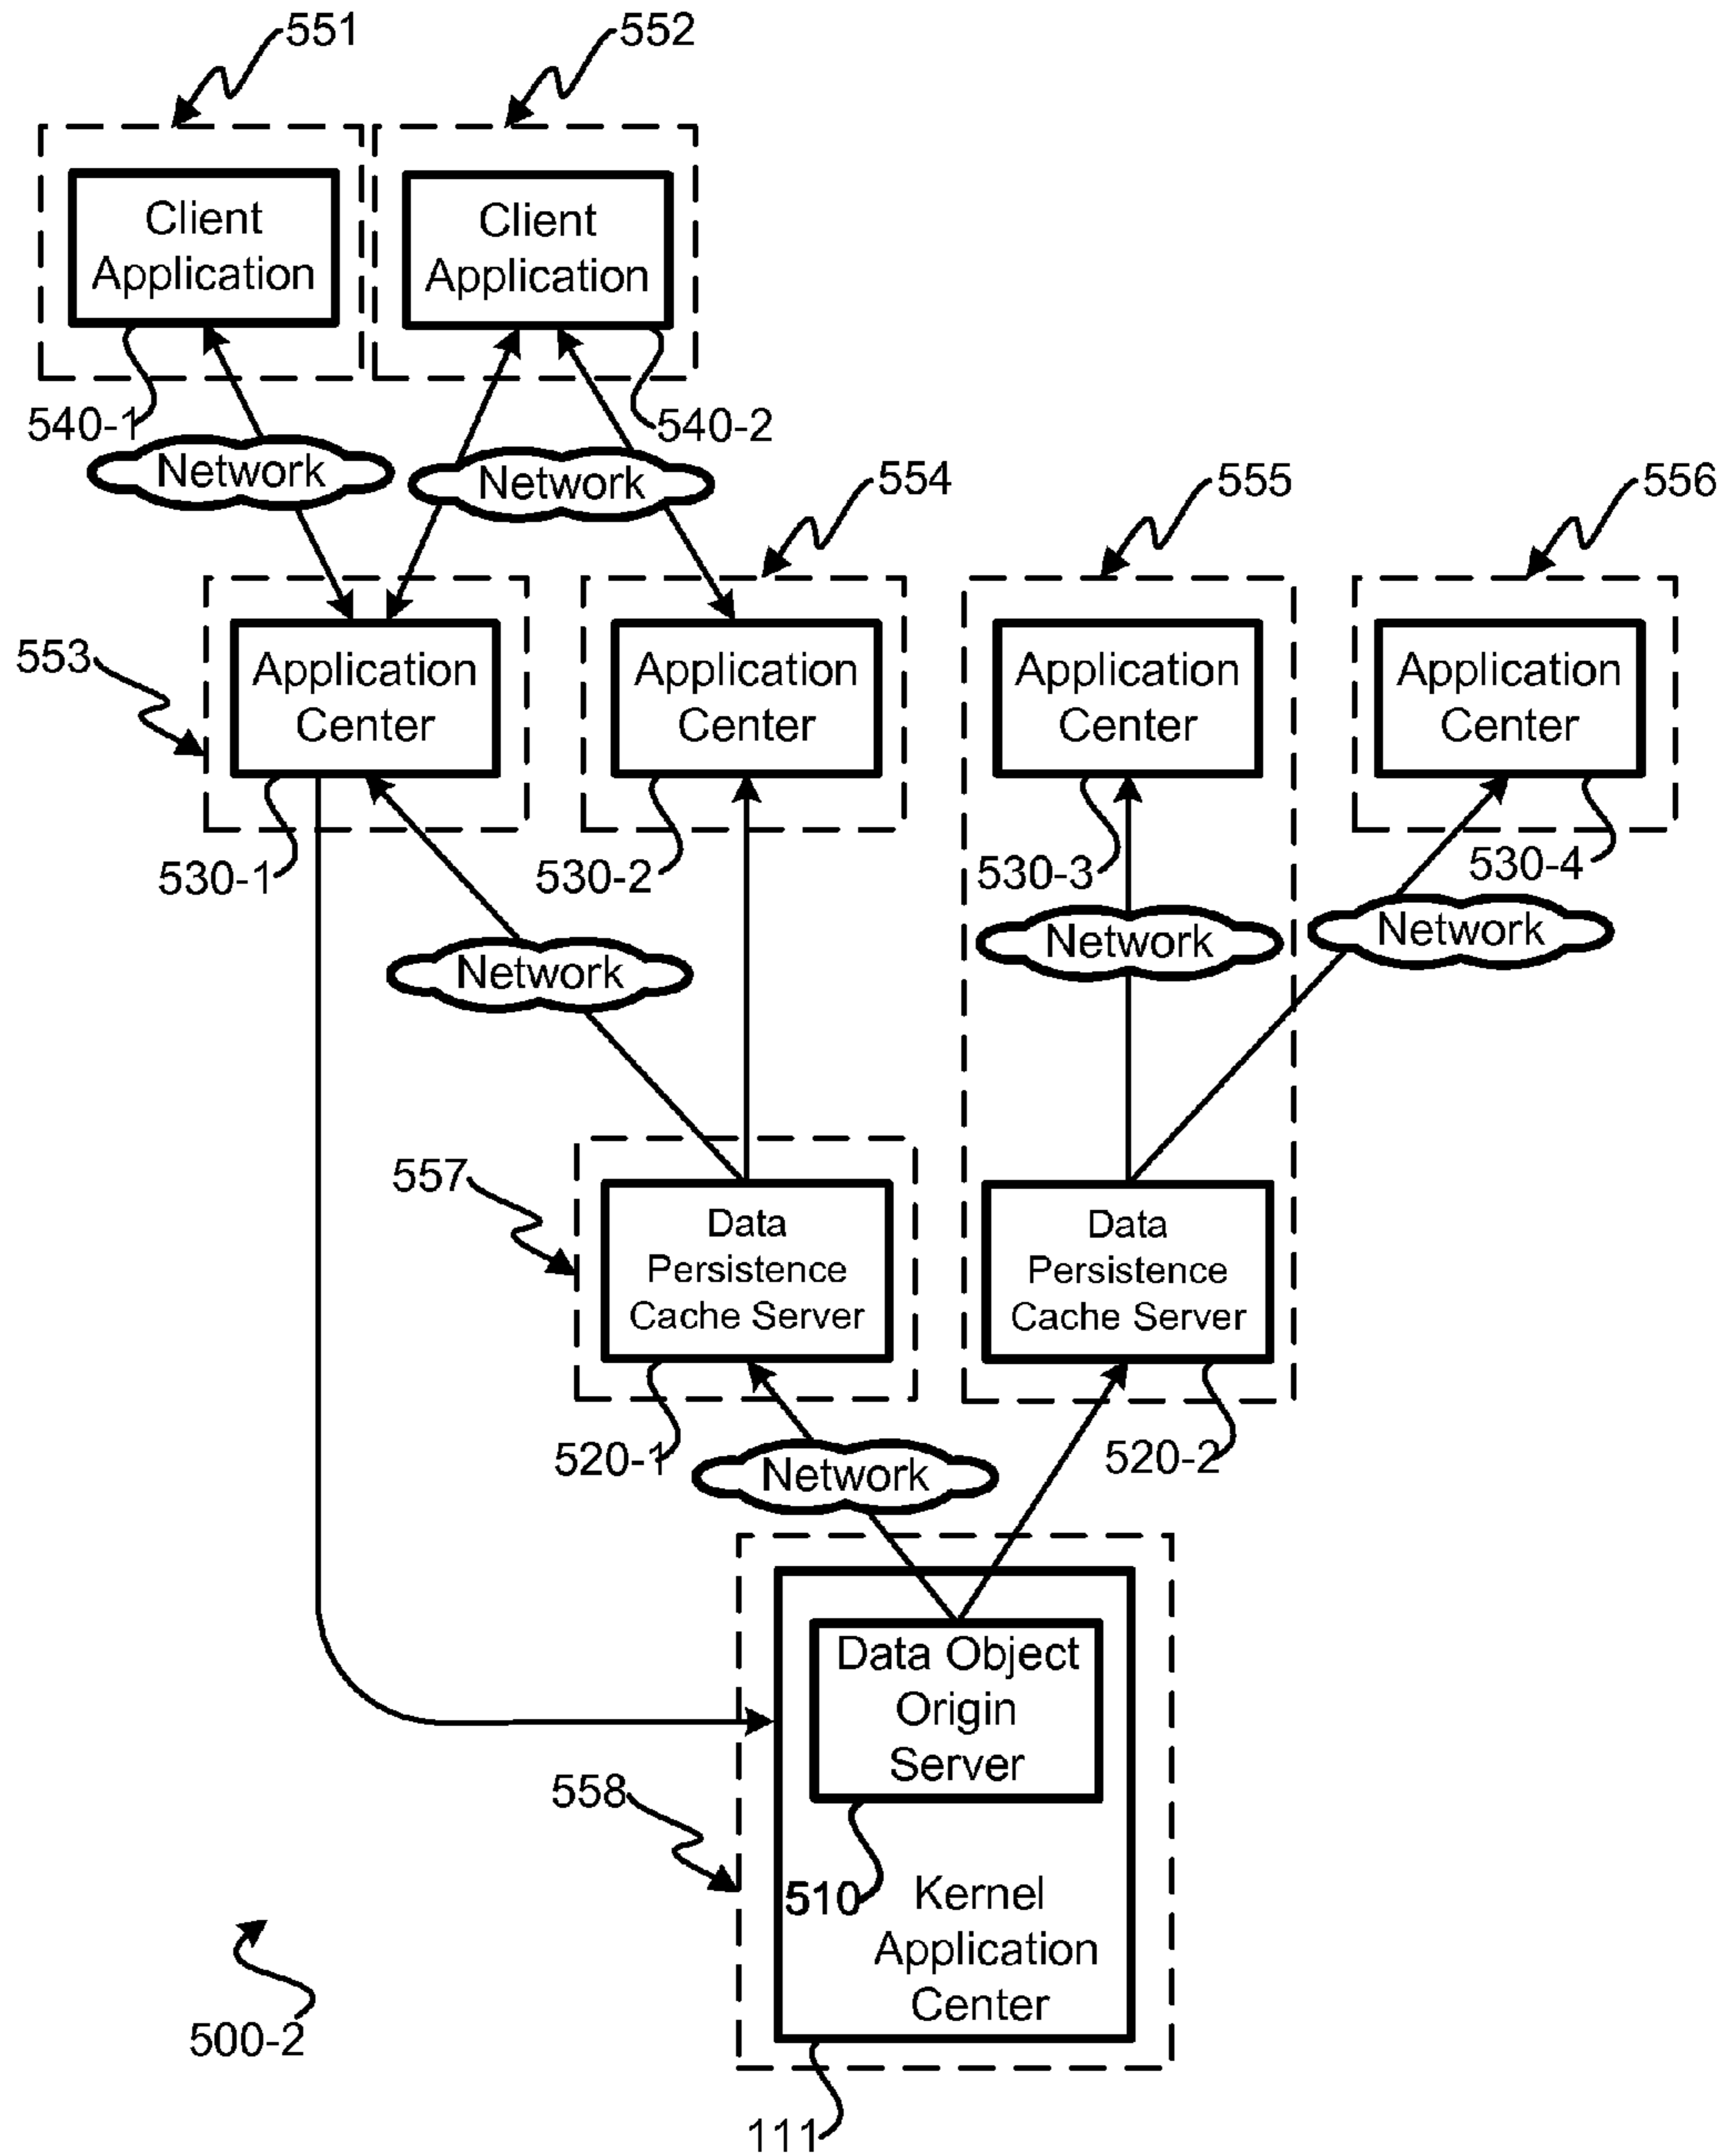 551
552
Client
Application
Client
Application
540-1
540-2
Network
Network
554
555
556
553
Application
Center
Application
Center
Application
Center
Application
Center
530-1
530-2
530-3
530-4
Network
Network
Network
557
Data
Persistence
Cache Server
Data
Persistence
Cache Server
520-1
520-2
Network
Data Object
Origin
Server
558
510
Kernel
Application
Center
500-2
111